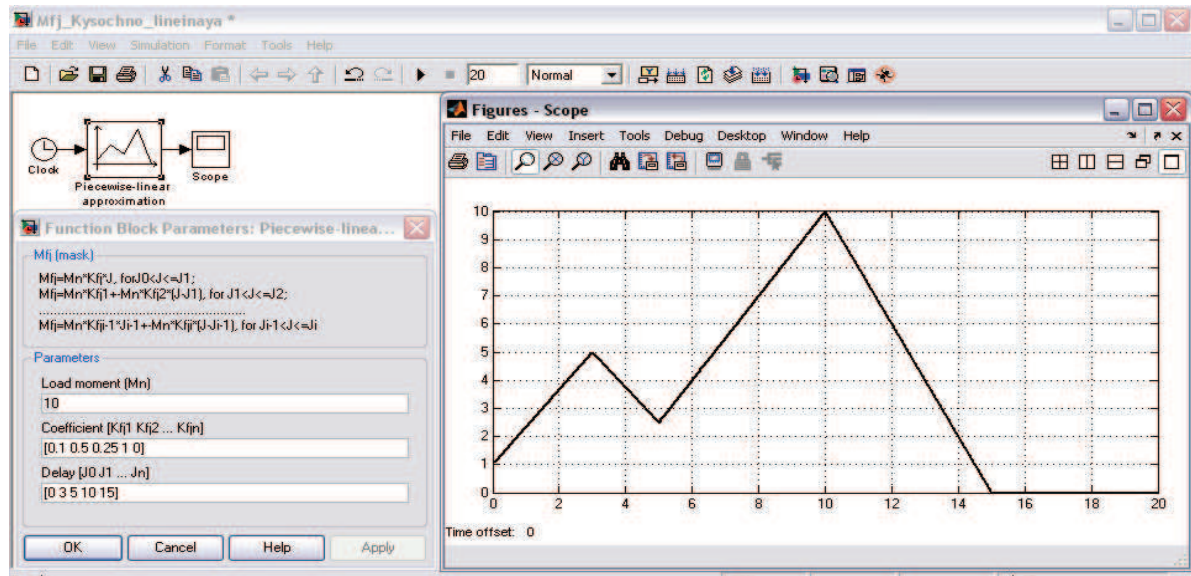 Mfj_Kysochno_lineinaya *
File Edit View Simulation Format Tools Help
20 Normal
Clock
Piecewise-linear
approximation
Scope
Function Block Parameters: Piecewise-linea...
Mfj (mask)
Mfj=Mn*Kfj*J, forJ0<J<=J1;
Mfj=Mn*Kfj1+-Mn*Kfj2*(J-J1), for J1<J<=J2;
Mfj=Mn*Kfji-1*Ji-1+-Mn*Kfji*(J-Ji-1), for Ji-1<J<=Ji
Parameters
Load moment (Mn)
10
Coefficient [Kfj1 Kfj2 ... Kfjn]
[0.1 0.5 0.25 1 0]
Delay [J0 J1 ... Jn]
[0 3 5 10 15]
OK Cancel Help Apply
Figures - Scope
File Edit View Insert Tools Debug Desktop Window Help
10
9
8
7
6
5
4
3
2
1
0
0 2 4 6 8 10 12 14 16 18 20
Time offset: 0